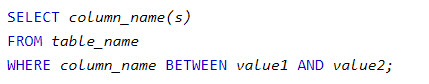 SELECT column_name(s)
FROM table_name
WHERE column_name BETWEEN value1 AND value2;